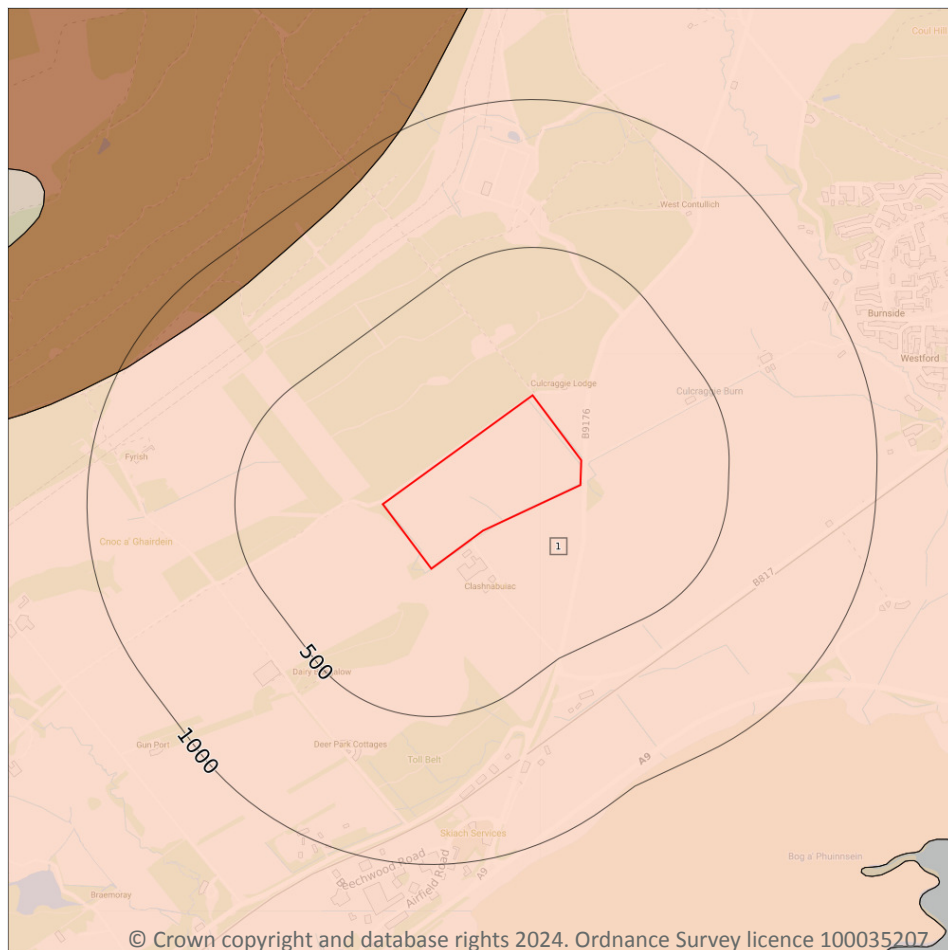 Coul Hill
West Contullich
Burnside
Westford
Culcraggie Lodge
Culcraggie Burn
B9176
Fyrish
Cnoc a' Ghairdein
1
Clashnabuiac
B817
500
1000
Gun Port
Deer Park Cottages
Toll Belt
A9
Skiach Services
Beechwood Road
Airfield Road
A9
Bog a' Phuinnsein
Braemoray
© Crown copyright and database rights 2024. Ordnance Survey licence 100035207